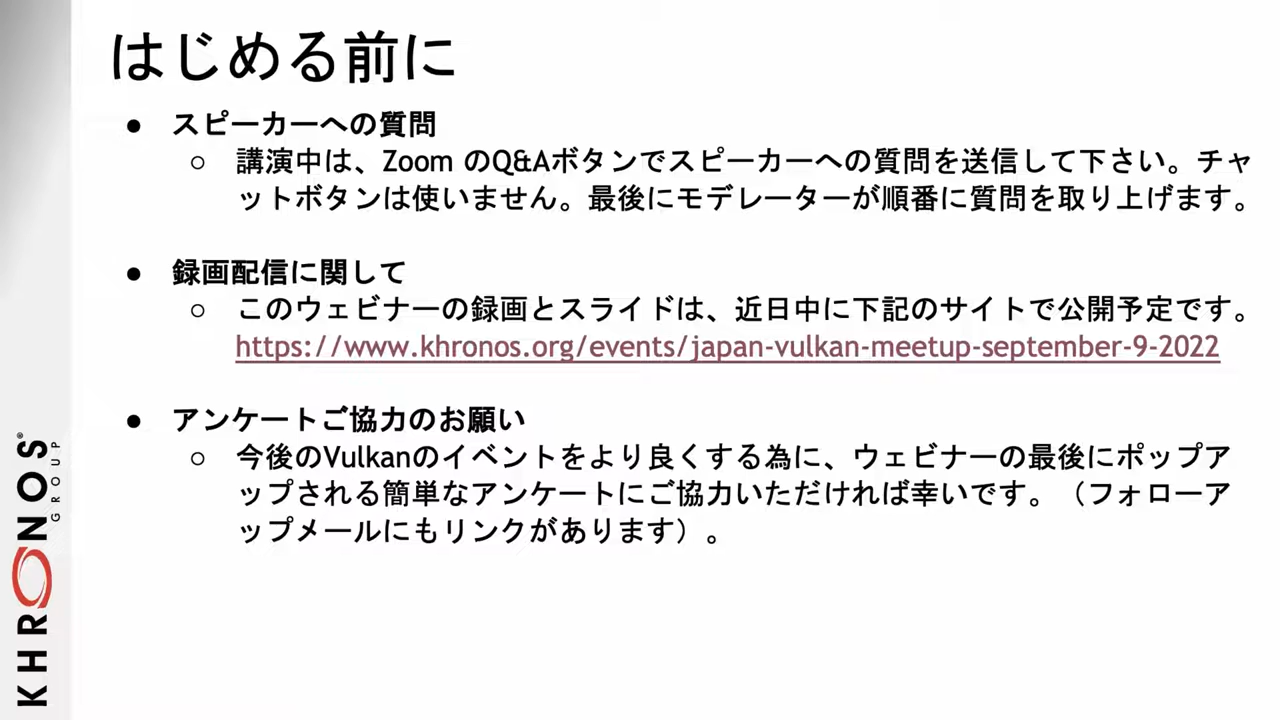 はじめる前に
● スピーカーへの質問
○ 講演中は、Zoom のQ&Aボタンでスピーカーへの質問を送信して下さい。チャ
ットボタンは使いません。最後にモデレーターが順番に質問を取り上げます。
● 録画配信に関して
○ このウェビナーの録画とスライドは、近日中に下記のサイトで公開予定です。
https://www.khronos.org/events/japan-vulkan-meetup-september-9-2022
● アンケートご協力のお願い
○ 今後のVulkanのイベントをより良くする為に、ウェビナーの最後にポップア
ップされる簡単なアンケートにご協力いただければ幸いです。（フォローア
ップメールにもリンクがあります）。
KHRONOS®
GROUP